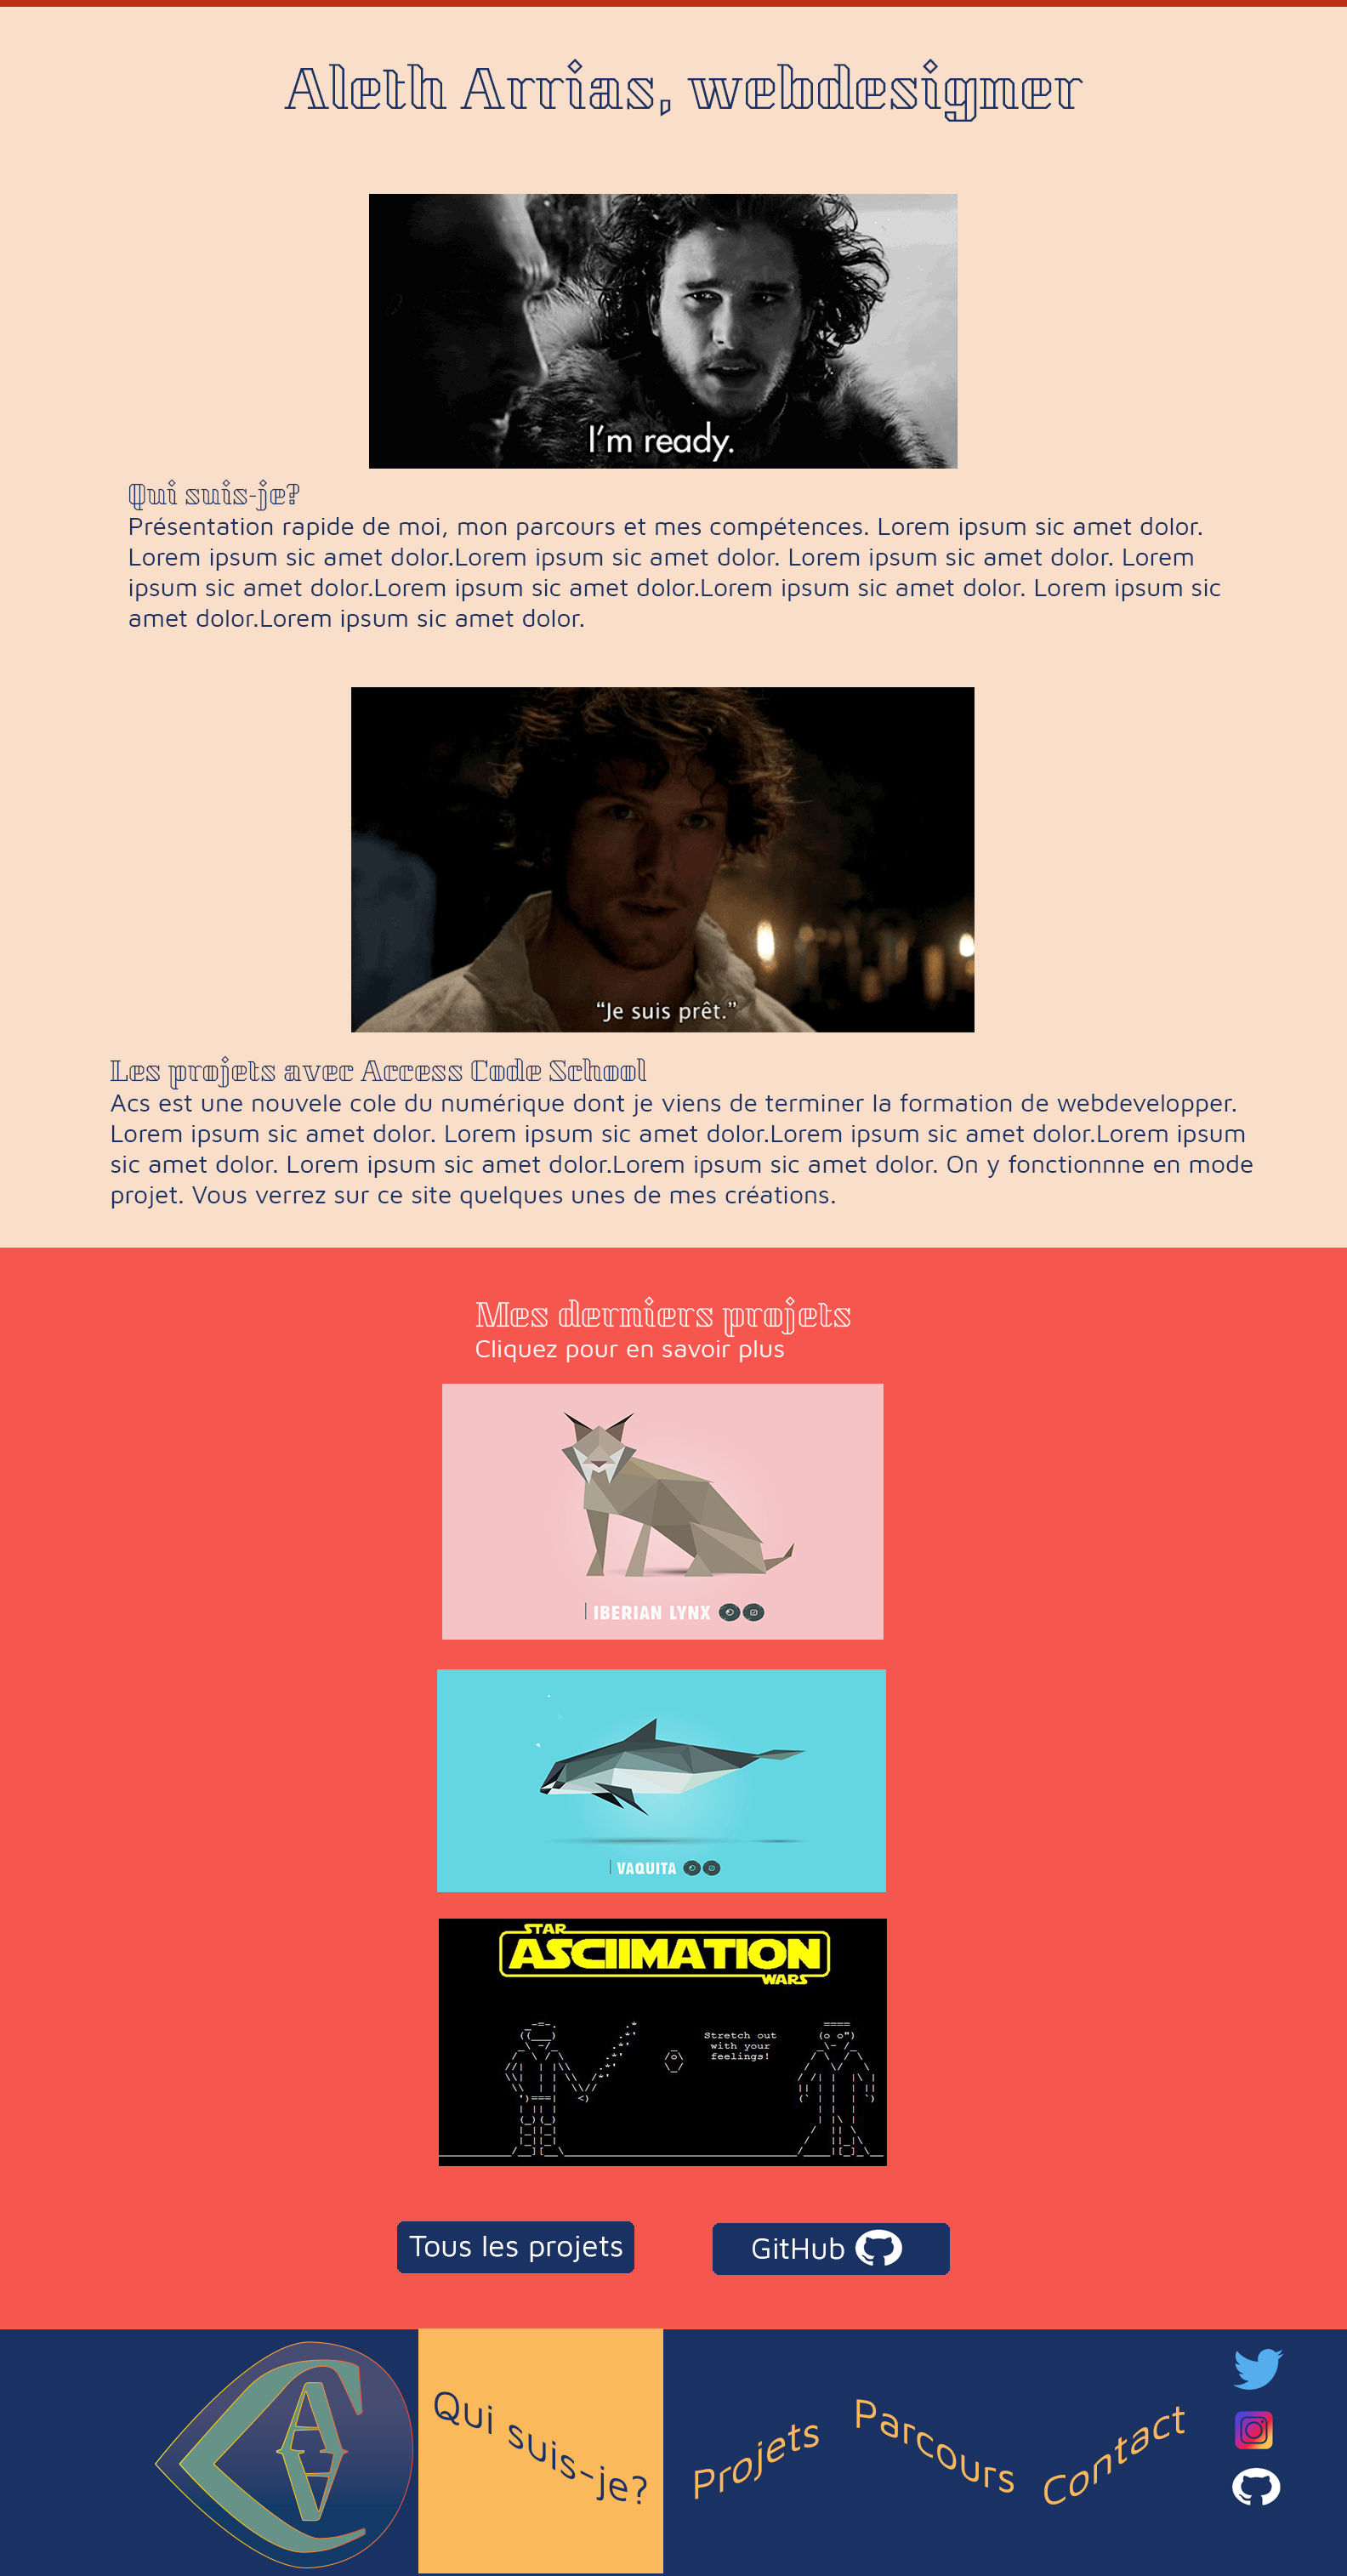 Aleth Arrias, webdesigner
I'm ready.
Qui suis-je?
Présentation rapide de moi, mon parcours et mes compétences. Lorem ipsum sic amet dolor.
Lorem ipsum sic amet dolor.Lorem ipsum sic amet dolor. Lorem ipsum sic amet dolor. Lorem
ipsum sic amet dolor.Lorem ipsum sic amet dolor.Lorem ipsum sic amet dolor. Lorem ipsum sic
amet dolor.Lorem ipsum sic amet dolor.
“Je suis prêt.”
Les projets avec Access Code School
Acs est une nouvele cole du numérique dont je viens de terminer la formation de webdevelopper.
Lorem ipsum sic amet dolor. Lorem ipsum sic amet dolor.Lorem ipsum sic amet dolor.Lorem ipsum
sic amet dolor. Lorem ipsum sic amet dolor.Lorem ipsum sic amet dolor. On y fonctionnne en mode
projet. Vous verrez sur ce site quelques unes de mes créations.
Mes derniers projets
Cliquez pour en savoir plus
IBERIAN LYNX
VAQUITA
STAR
ASCIIMATION
WARS
Stretch out
with your
feelings!
Tous les projets
GitHub
CAA
Qui suis-je?
Projets
Parcours
Contact